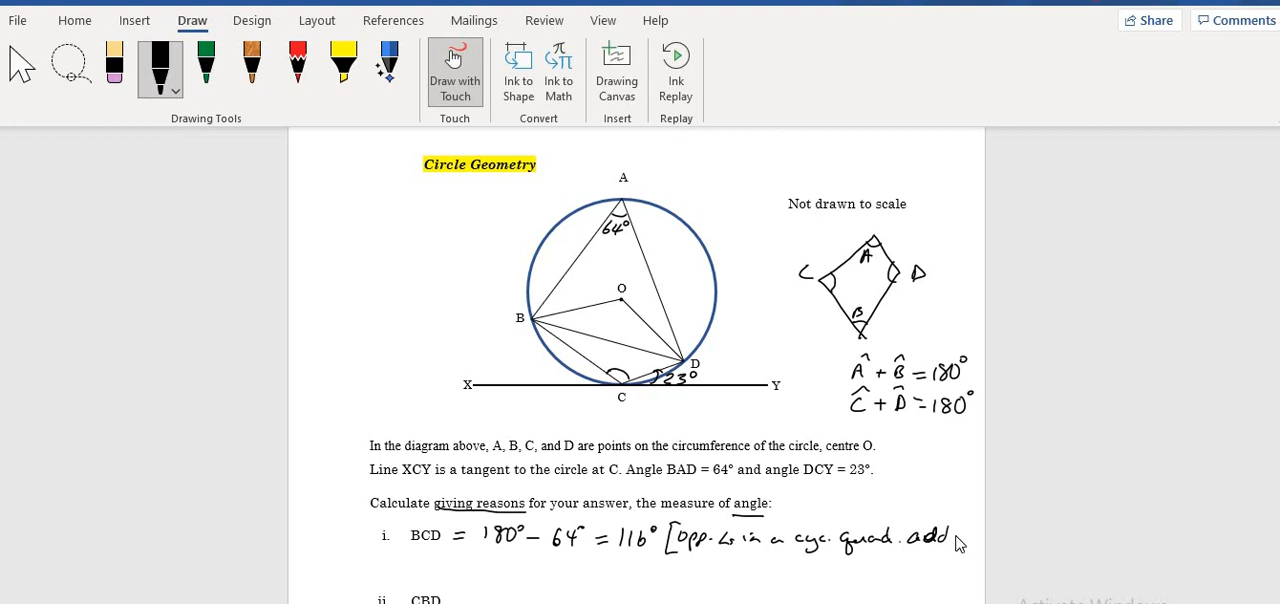 File Home Insert Draw Design Layout References Mailings Review View Help Share Comments
Draw with Touch
Ink to Shape
Ink to Math
Drawing Canvas
Ink Replay
Drawing Tools Touch Convert Insert Replay
Circle Geometry
A
Not drawn to scale
64°
A
C D
O
B
B
D
23°
X Y
C
Â + B̂ = 180°
Ĉ + D̂ = 180°
In the diagram above, A, B, C, and D are points on the circumference of the circle, centre O.
Line XCY is a tangent to the circle at C. Angle BAD = 64° and angle DCY = 23°.
Calculate giving reasons for your answer, the measure of angle:
i. BCD = 180° - 64° = 116° [opp. ∠s in a cyc. quad. add
ii. CBD
Activate Windows